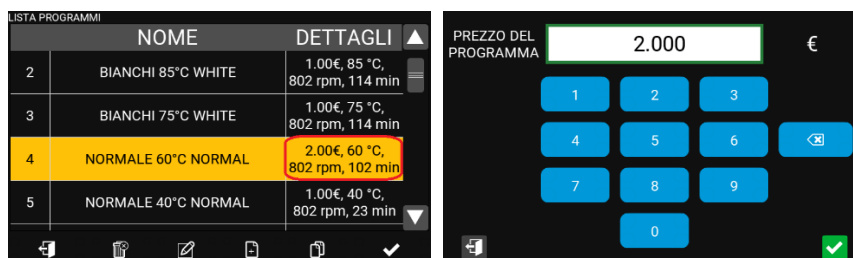 LISTA PROGRAMMI
NOME DETTAGLI
2 BIANCHI 85°C WHITE 1.00€, 85 °C,
802 rpm, 114 min
3 BIANCHI 75°C WHITE 1.00€, 75 °C,
802 rpm, 114 min
4 NORMALE 60°C NORMAL 2.00€, 60 °C,
802 rpm, 102 min
5 NORMALE 40°C NORMAL 1.00€, 40 °C,
802 rpm, 23 min
PREZZO DEL
PROGRAMMA
2.000 €
1 2 3
4 5 6
7 8 9
0